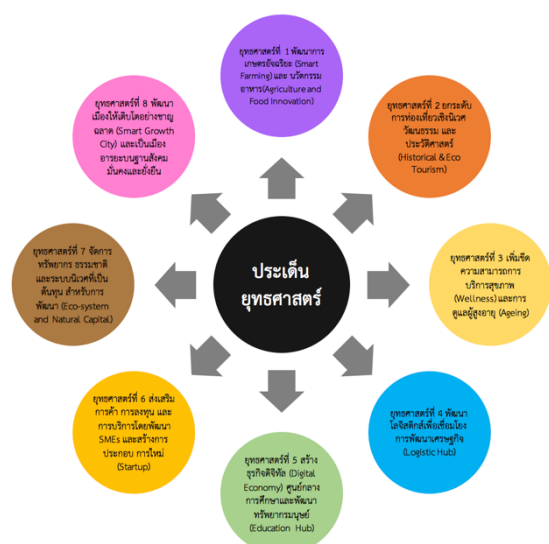 ประเด็น
ยุทธศาสตร์
ยุทธศาสตร์ที่ 1 พัฒนาการ
เกษตรอัจฉริยะ (Smart
Farming) และ นวัตกรรม
อาหาร(Agriculture and
Food Innovation)
ยุทธศาสตร์ที่ 2 ยกระดับ
การท่องเที่ยวเชิงนิเวศ
วัฒนธรรม และ
ประวัติศาสตร์
(Historical & Eco
Tourism)
ยุทธศาสตร์ที่ 3 เพิ่มขีด
ความสามารถการ
บริการสุขภาพ
(Wellness) และการ
ดูแลผู้สูงอายุ (Ageing)
ยุทธศาสตร์ที่ 4 พัฒนา
โลจิสติกส์เพื่อเชื่อมโยง
การพัฒนาเศรษฐกิจ
(Logistic Hub)
ยุทธศาสตร์ที่ 5 สร้าง
ธุรกิจดิจิทัล (Digital
Economy) ศูนย์กลาง
การศึกษาและพัฒนา
ทรัพยากรมนุษย์
(Education Hub)
ยุทธศาสตร์ที่ 6 ส่งเสริม
การค้า การลงทุน และ
การบริการโดยพัฒนา
SMEs และสร้างการ
ประกอบ การใหม่
(Startup)
ยุทธศาสตร์ที่ 7 จัดการ
ทรัพยากร ธรรมชาติ
และระบบนิเวศที่เป็น
ต้นทุน สำหรับการ
พัฒนา (Eco-system
and Natural Capital)
ยุทธศาสตร์ที่ 8 พัฒนา
เมืองให้เติบโตอย่างชาญ
ฉลาด (Smart Growth
City) และเป็นเมือง
อารยะบนฐานสังคม
มั่นคงและยั่งยืน